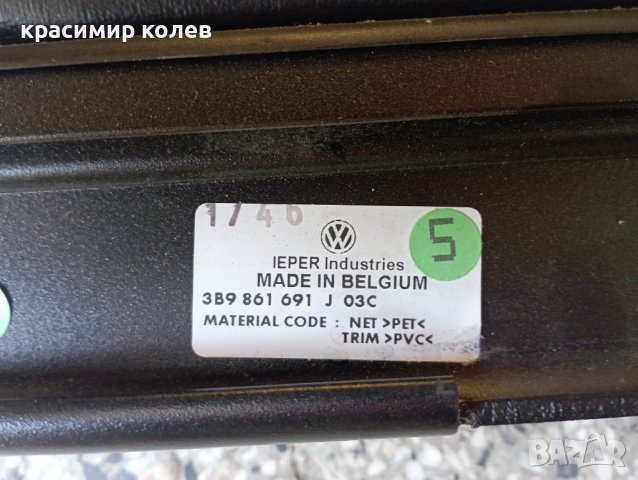 красимир колев
1746
5
IEPER Industries
MADE IN BELGIUM
3B9 861 691 J 03C
MATERIAL CODE : NET >PET<
TRIM >PVC<
BAZAR